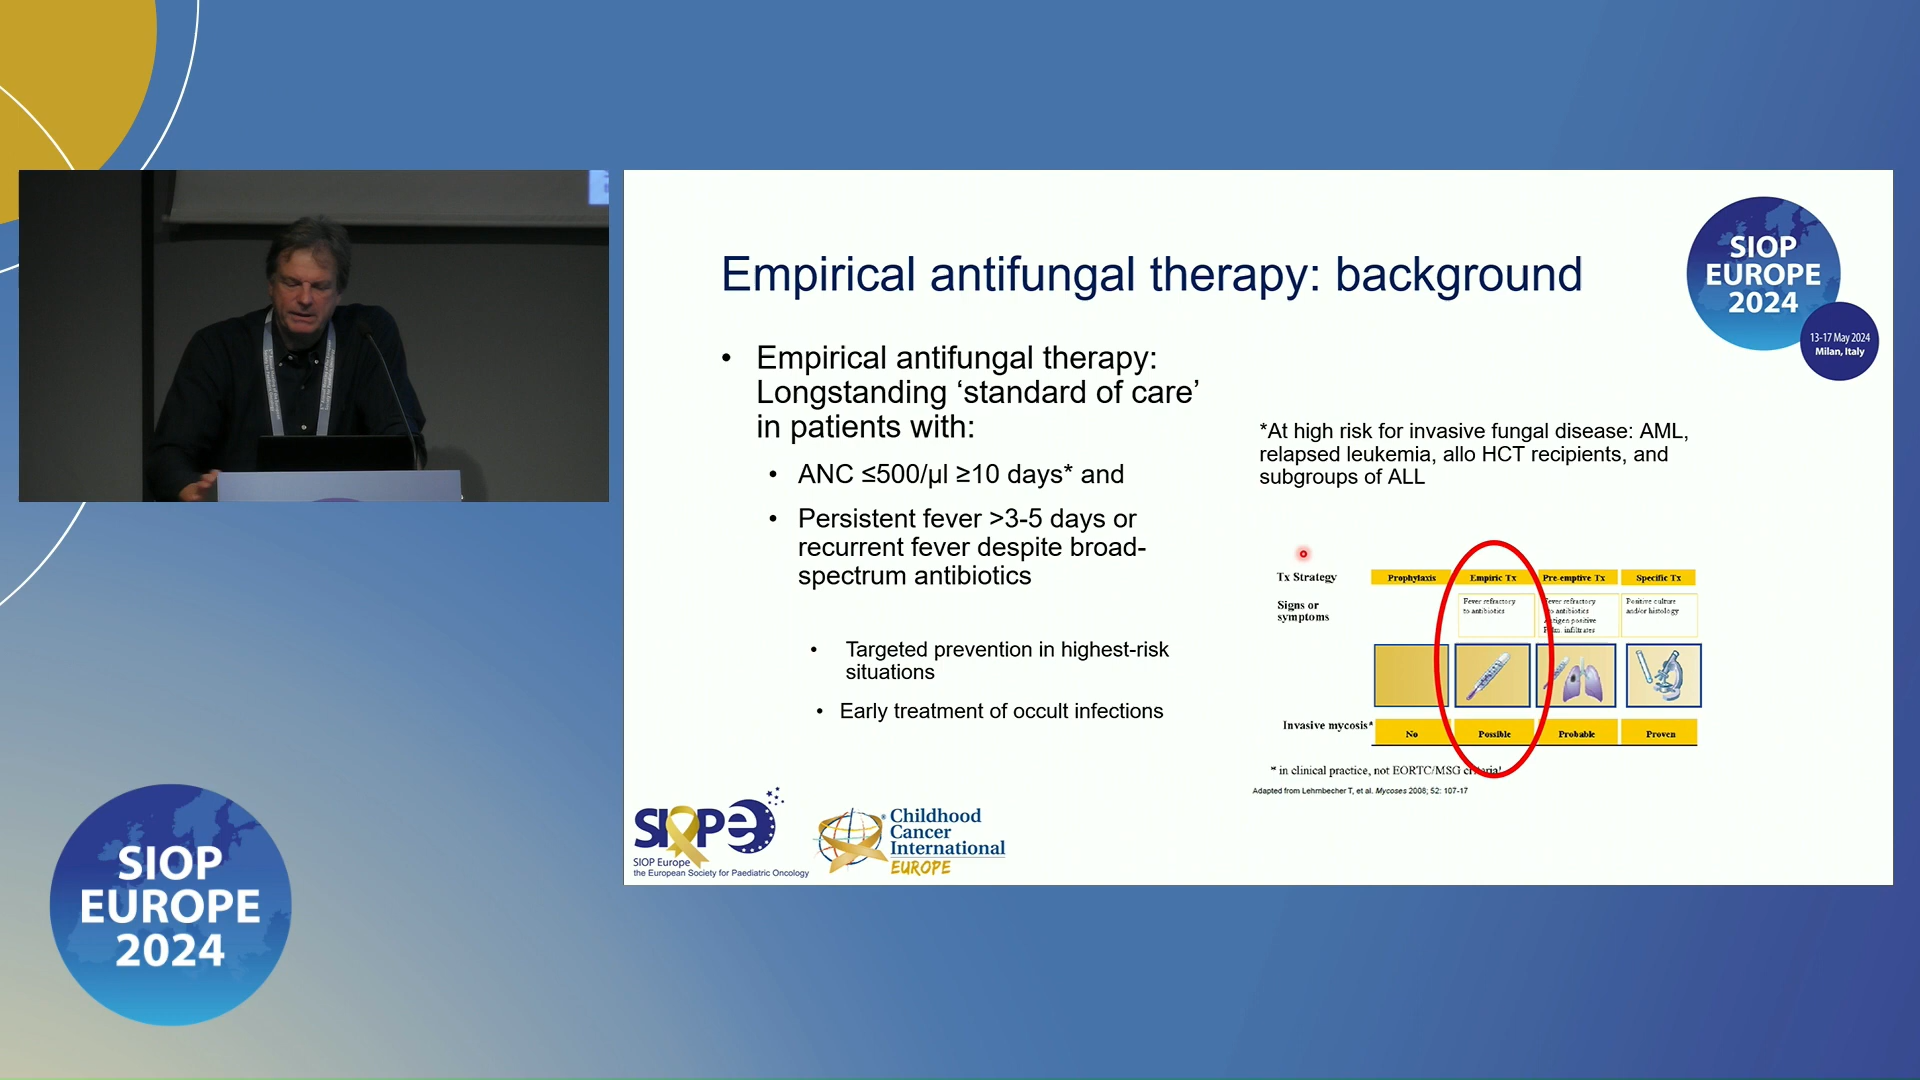 Empirical antifungal therapy: background
SIOP
EUROPE
2024
13-17 May 2024
Milan, Italy
• Empirical antifungal therapy:
Longstanding ‘standard of care’
in patients with:
• ANC ≤500/µl ≥10 days* and
• Persistent fever >3-5 days or
recurrent fever despite broad-
spectrum antibiotics
• Targeted prevention in highest-risk
situations
• Early treatment of occult infections
*At high risk for invasive fungal disease: AML,
relapsed leukemia, allo HCT recipients, and
subgroups of ALL
Tx Strategy
Prophylaxis
Empiric Tx
Pre-emptive Tx
Specific Tx
Signs or
symptoms
Fever refractory
to antibiotics
Fever refractory
to antibiotics
Antigen positive
Pulm. infiltrates
Positive culture
and/or histology
Invasive mycosis*
No
Possible
Probable
Proven
* in clinical practice, not EORTC/MSG criteria!
Adapted from Lehrnbecher T, et al. Mycoses 2008; 52: 107-17
SIOPe
SIOP Europe
the European Society for Paediatric Oncology
Childhood
Cancer
International
EUROPE
SIOP
EUROPE
2024